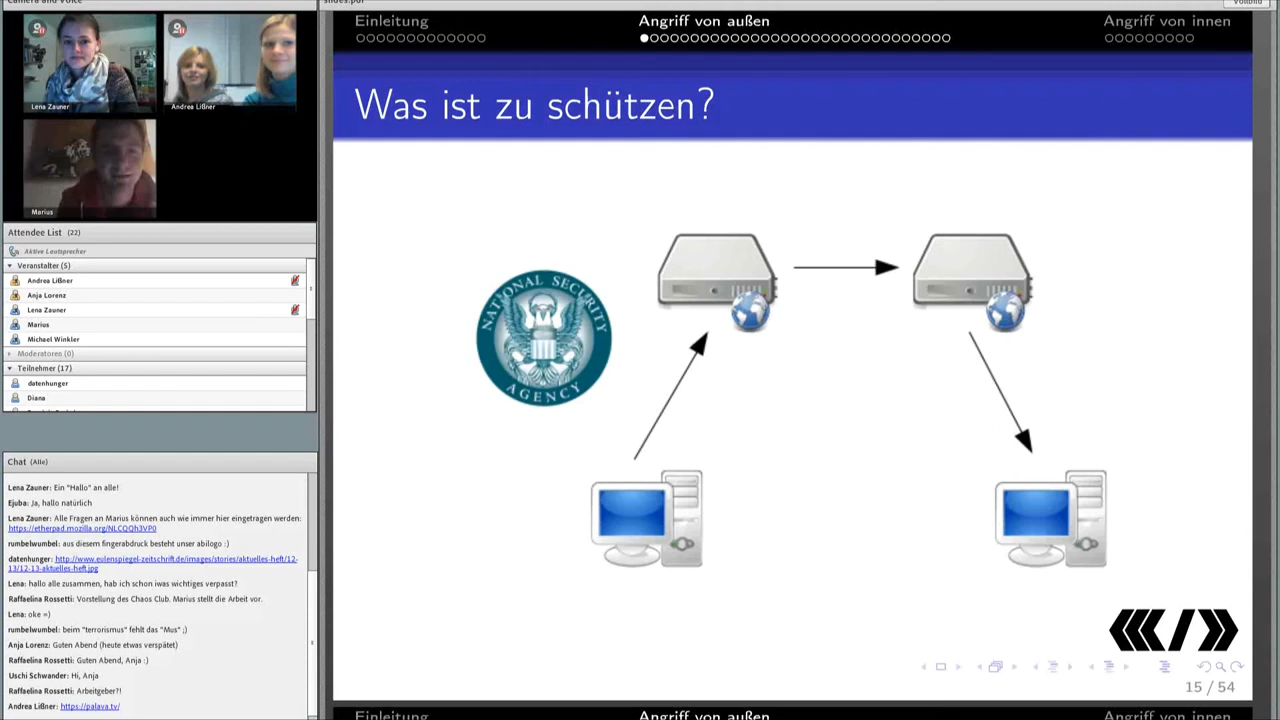 Camera and Voice
Lena Zauner
Andrea Lißner
Marius
Attendee List (22)
Aktive Lautsprecher
Veranstalter (5)
Andrea Lißner
Anja Lorenz
Lena Zauner
Marius
Michael Winkler
Moderatoren (0)
Teilnehmer (17)
datenhunger
Diana
Chat (Alle)
Lena Zauner: Ein "Hallo" an alle!
Ejuba: Ja, hallo natürlich
Lena Zauner: Alle Fragen an Marius können auch wie immer hier eingetragen werden:
https://etherpad.mozilla.org/NLCQQh3VP0
rumbelwumbel: aus diesem fingerabdruck besteht unser abilogo :)
datenhunger: http://www.eulenspiegel-zeitschrift.de/images/stories/aktuelles-heft/12-
13/12-13-aktuelles-heft.jpg
Lena: hallo alle zusammen, hab ich schon iwas wichtiges verpasst?
Raffaelina Rossetti: Vorstellung des Chaos Club. Marius stellt die Arbeit vor.
Lena: oke =)
rumbelwumbel: beim "terrorismus" fehlt das "Mus" ;)
Anja Lorenz: Guten Abend (heute etwas verspätet)
Raffaelina Rossetti: Guten Abend, Anja :)
Uschi Schwander: Hi, Anja
Raffaelina Rossetti: Arbeitgeber?!
Andrea Lißner: https://palava.tv/
slides.pdf
Vollbild
Einleitung
Angriff von außen
Angriff von innen
Was ist zu schützen?
NATIONAL SECURITY
AGENCY
15 / 54
Einleitung
Angriff von außen
Angriff von innen